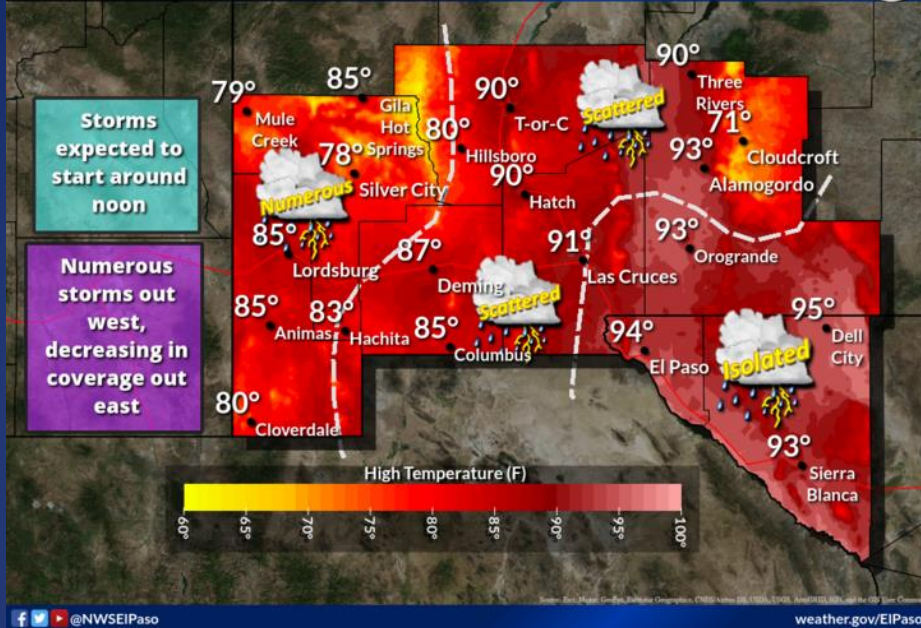 Storms
expected to
start around
noon
Numerous
storms out
west,
decreasing in
coverage out
east
79°
Mule
Creek
85°
Gila
Hot
Springs
80°
Hillsboro
90°
T-or-C
Scattered
90°
Three
Rivers
71°
Cloudcroft
93°
Alamogordo
78°
Silver City
Numerous
85°
Lordsburg
90°
Hatch
87°
Deming
Scattered
91°
Las Cruces
93°
Orogrande
85°
Animas
83°
Hachita
85°
Columbus
94°
El Paso
Isolated
95°
Dell
City
80°
Cloverdale
93°
Sierra
Blanca
High Temperature (F)
60° 65° 70° 75° 80° 85° 90° 95° 100°
@NWSElPaso
weather.gov/ElPaso